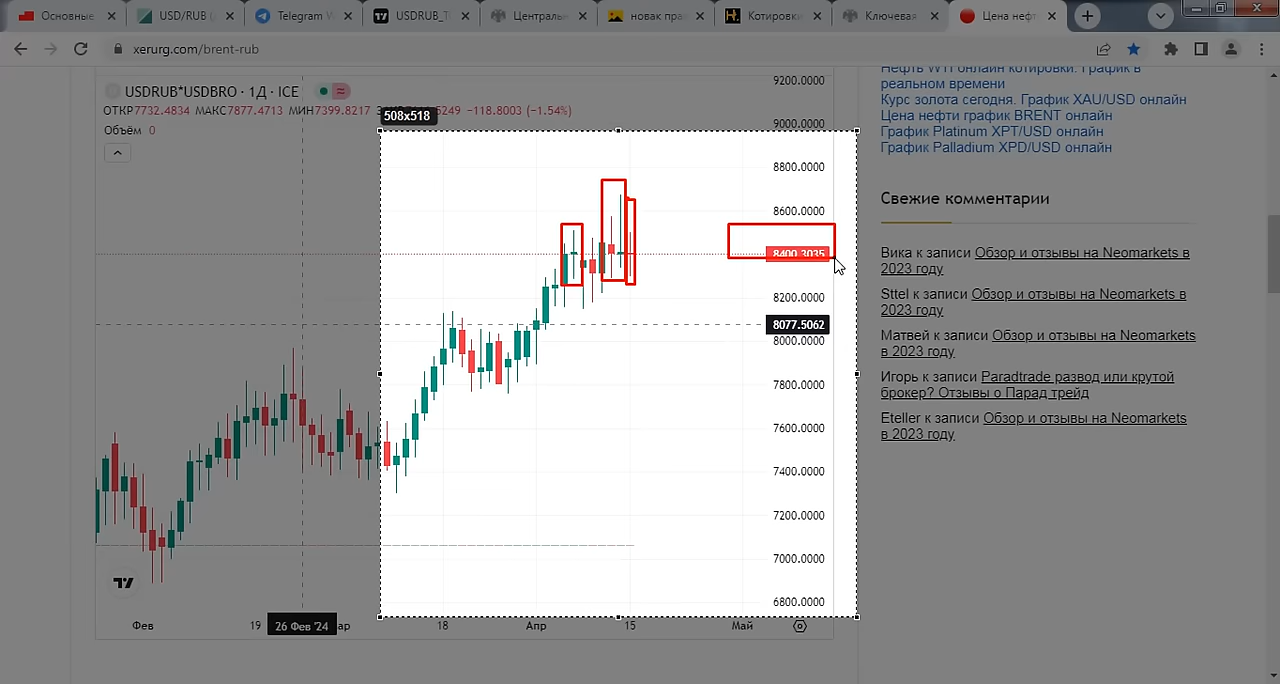 Основные
USD/RUB (
Telegram W
USDRUB_T
Централь
новак пра
Котировки
Ключевая
Цена нефт
xerurg.com/brent-rub
USDRUB*USDBRO · 1Д · ICE
ОТКР7732.4834 МАКС7877.4713 МИН7399.8217 −118.8003 (−1.54%)
Объём 0
508x518
9200.0000
9000.0000
8800.0000
8600.0000
8400.3035
8200.0000
8077.5062
8000.0000
7800.0000
7600.0000
7400.0000
7200.0000
7000.0000
6800.0000
Фев
19
26 Фев '24
ар
18
Апр
15
Май
Нефть WTI онлайн котировки. График в
реальном времени
Курс золота сегодня. График XAU/USD онлайн
Цена нефти график BRENT онлайн
График Platinum XPT/USD онлайн
График Palladium XPD/USD онлайн
Свежие комментарии
Вика к записи Обзор и отзывы на Neomarkets в
2023 году
Sttel к записи Обзор и отзывы на Neomarkets в
2023 году
Матвей к записи Обзор и отзывы на Neomarkets
в 2023 году
Игорь к записи Paradtrade развод или крутой
брокер? Отзывы о Парад трейд
Eteller к записи Обзор и отзывы на Neomarkets
в 2023 году